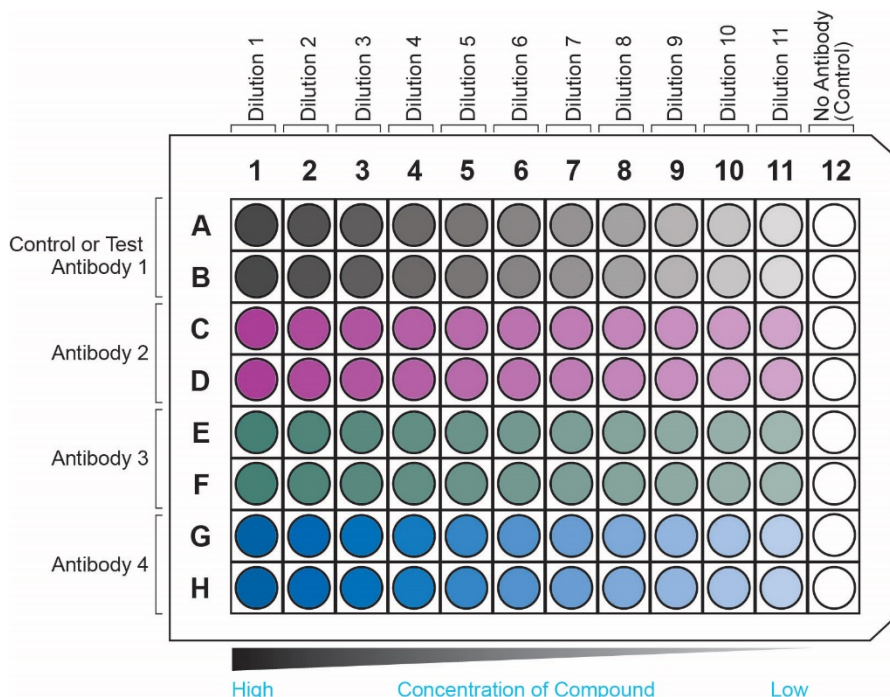 Dilution 1
Dilution 2
Dilution 3
Dilution 4
Dilution 5
Dilution 6
Dilution 7
Dilution 8
Dilution 9
Dilution 10
Dilution 11
No Antibody
(Control)
1 2 3 4 5 6 7 8 9 10 11 12
Control or Test
Antibody 1
A
B
Antibody 2
C
D
Antibody 3
E
F
Antibody 4
G
H
High Concentration of Compound Low